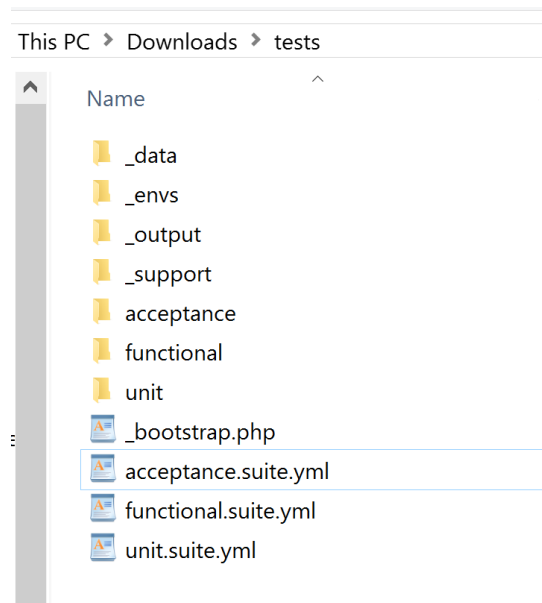 This PC > Downloads > tests
Name
_data
_envs
_output
_support
acceptance
functional
unit
_bootstrap.php
acceptance.suite.yml
functional.suite.yml
unit.suite.yml